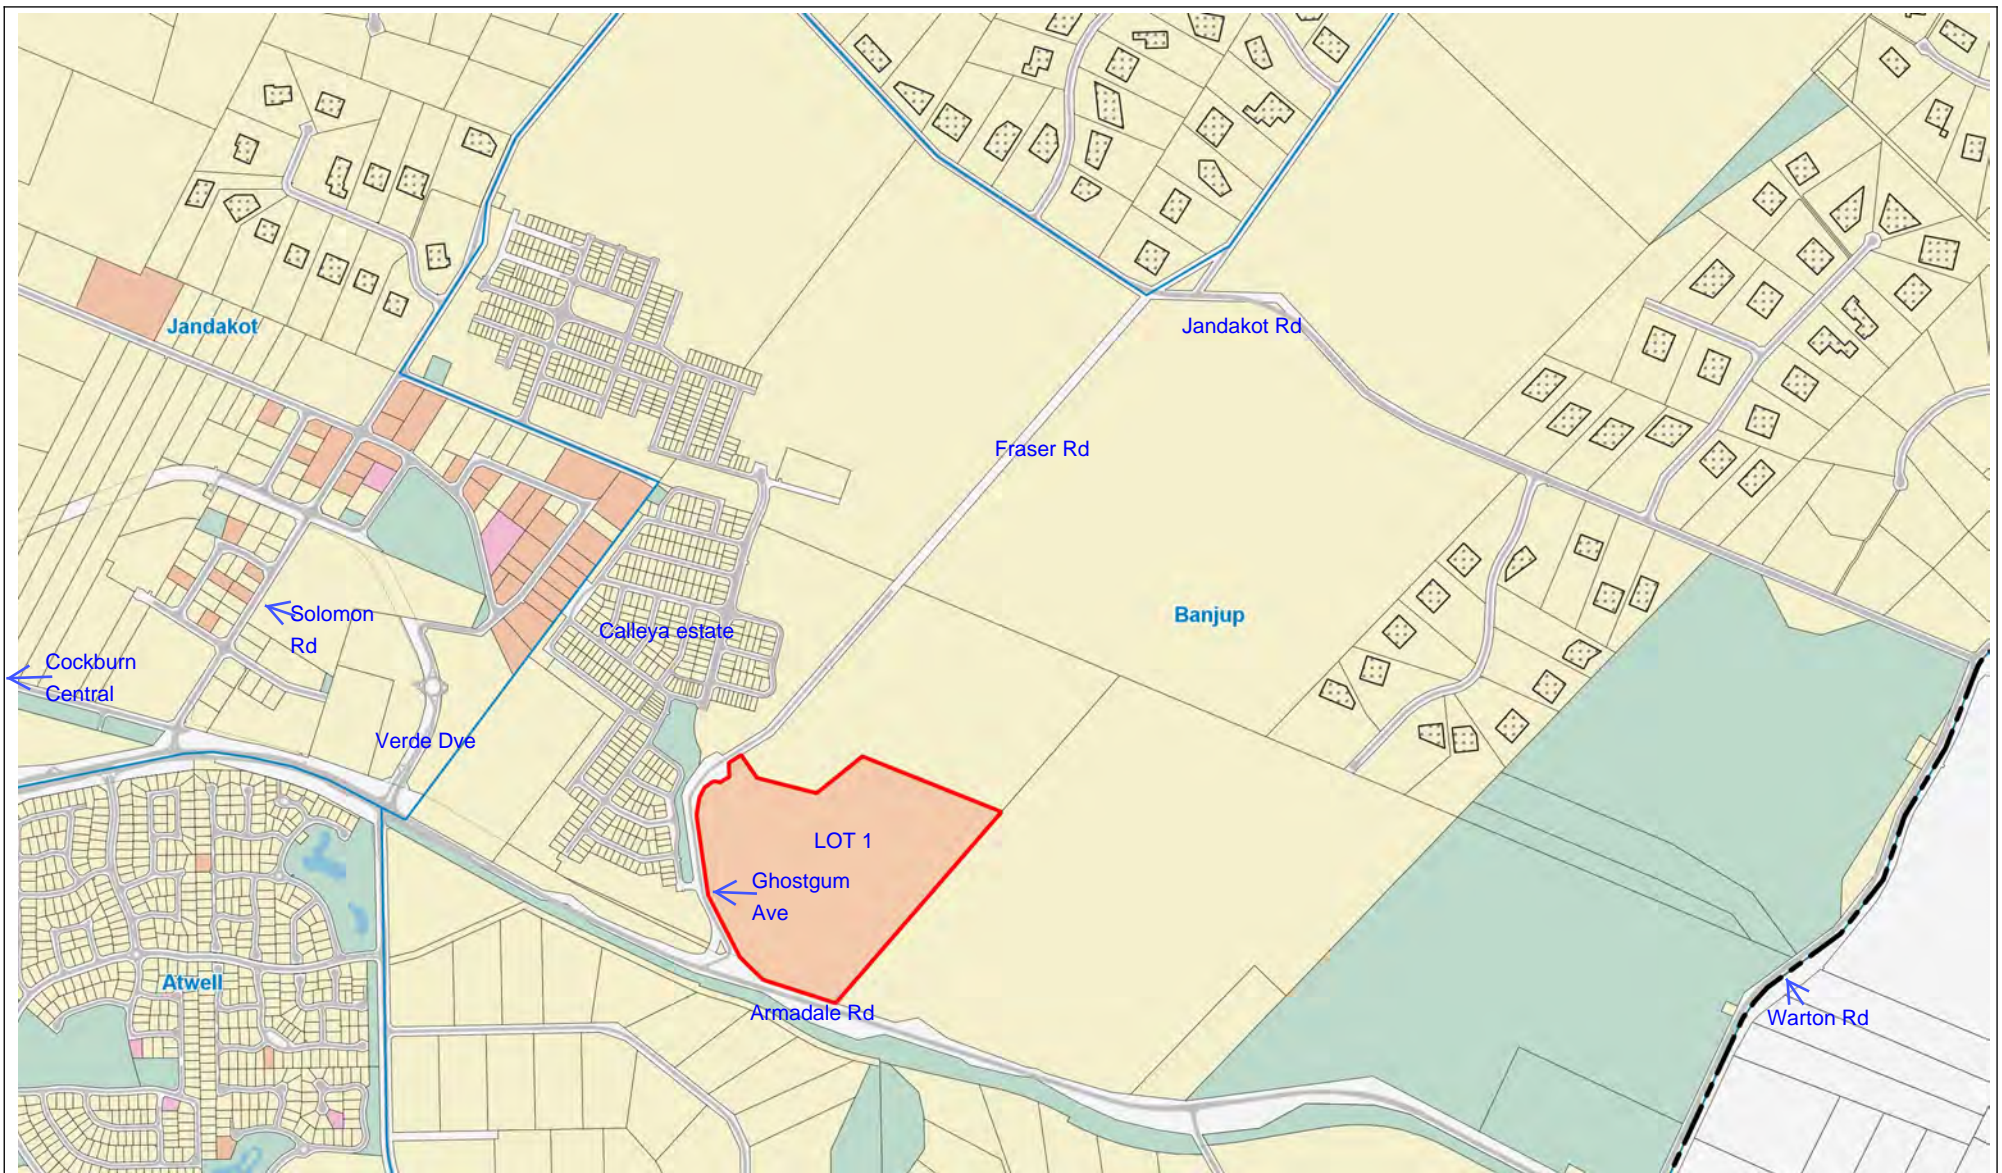 Jandakot
Jandakot Rd
Fraser Rd
Solomon
Rd
Calleya estate
Banjup
Cockburn
Central
Verde Dve
LOT 1
Ghostgum
Ave
Atwell
Armadale Rd
Warton Rd